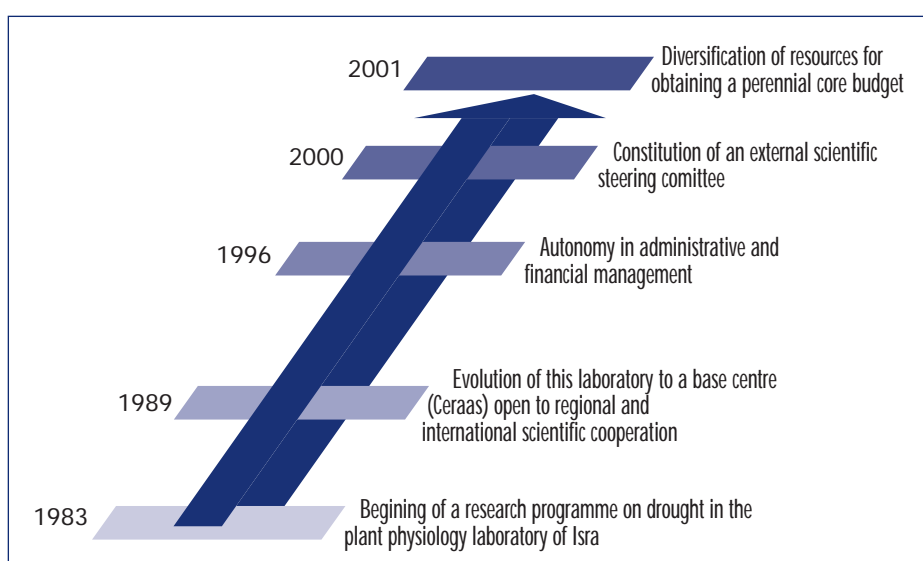 2001
Diversification of resources for
obtaining a perennial core budget
2000
Constitution of an external scientific
steering comittee
1996
Autonomy in administrative and
financial management
1989
Evolution of this laboratory to a base centre
(Ceraas) open to regional and
international scientific cooperation
1983
Begining of a research programme on drought in the
plant physiology laboratory of Isra